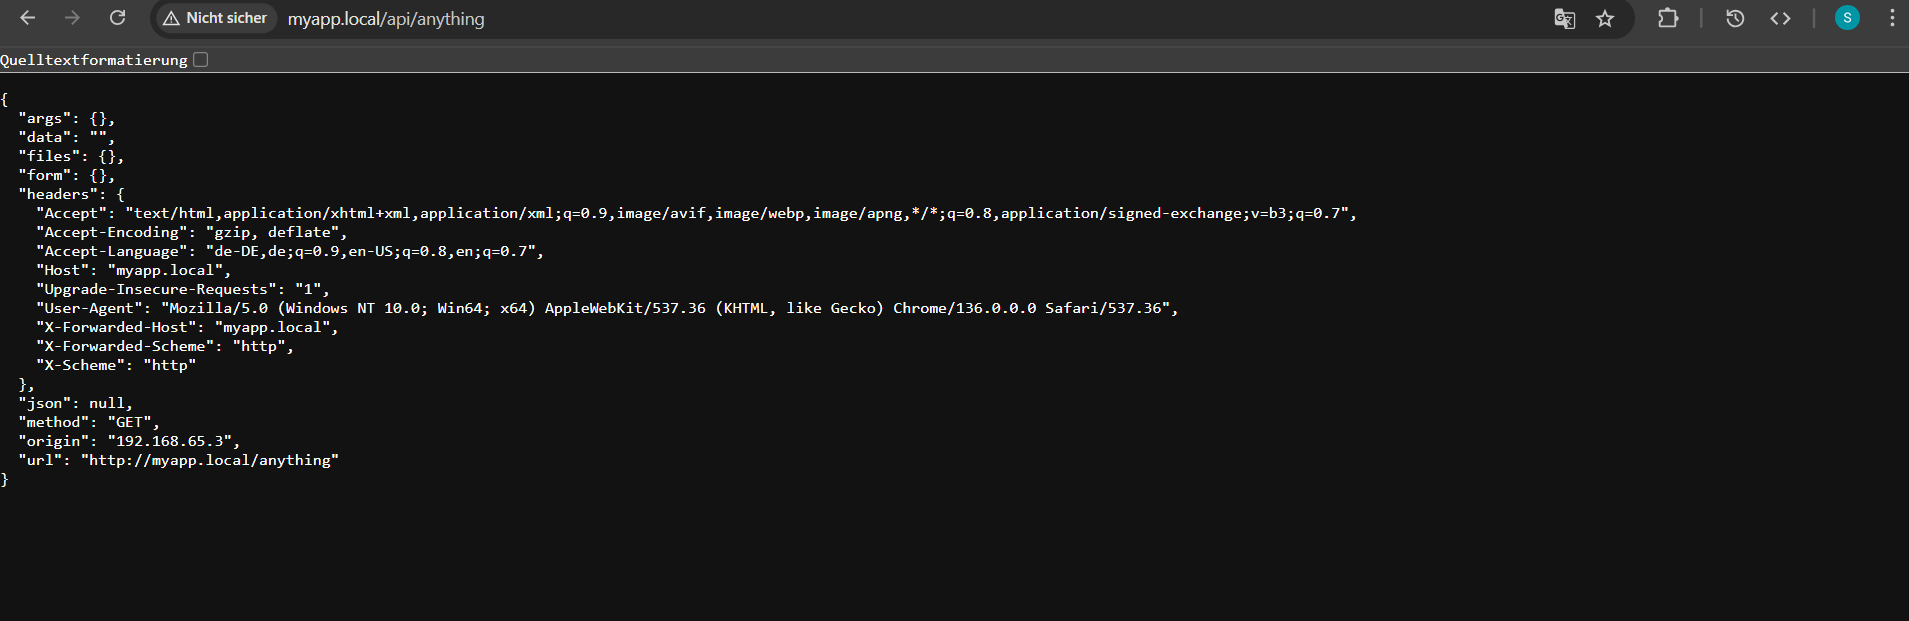 Nicht sicher myapp.local/api/anything S
Quelltextformatierung
{
  "args": {},
  "data": "",
  "files": {},
  "form": {},
  "headers": {
    "Accept": "text/html,application/xhtml+xml,application/xml;q=0.9,image/avif,image/webp,image/apng,*/*;q=0.8,application/signed-exchange;v=b3;q=0.7",
    "Accept-Encoding": "gzip, deflate",
    "Accept-Language": "de-DE,de;q=0.9,en-US;q=0.8,en;q=0.7",
    "Host": "myapp.local",
    "Upgrade-Insecure-Requests": "1",
    "User-Agent": "Mozilla/5.0 (Windows NT 10.0; Win64; x64) AppleWebKit/537.36 (KHTML, like Gecko) Chrome/136.0.0.0 Safari/537.36",
    "X-Forwarded-Host": "myapp.local",
    "X-Forwarded-Scheme": "http",
    "X-Scheme": "http"
  },
  "json": null,
  "method": "GET",
  "origin": "192.168.65.3",
  "url": "http://myapp.local/anything"
}